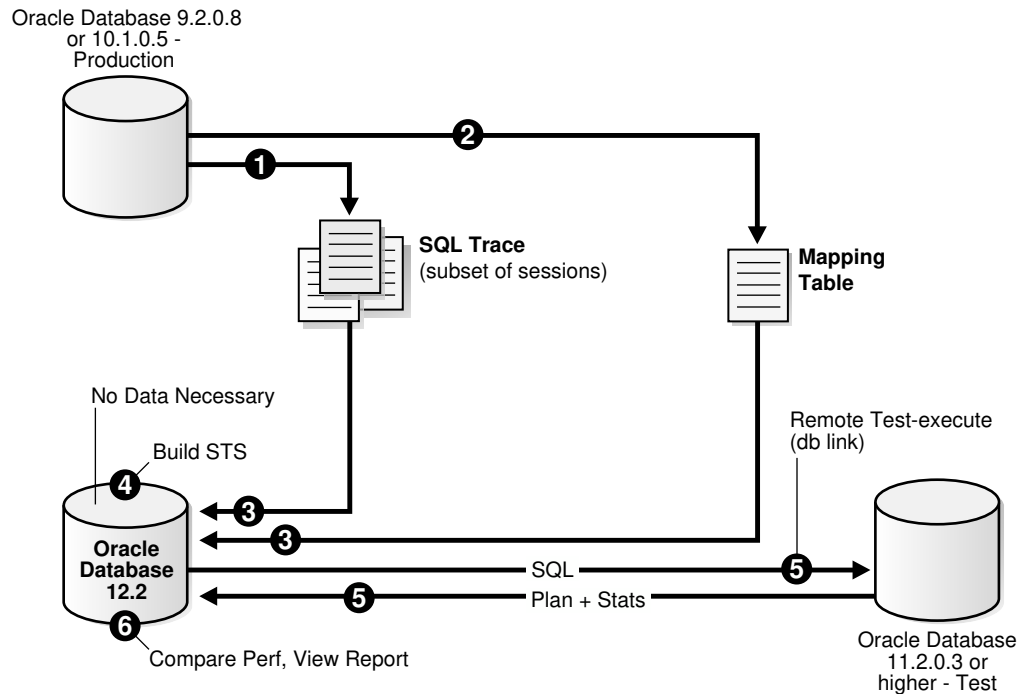 Oracle Database 9.2.0.8
or 10.1.0.5 -
Production
2
1
SQL Trace
(subset of sessions)
Mapping
Table
No Data Necessary
Build STS
4
Remote Test-execute
(db link)
3
3
Oracle
Database
12.2
SQL
5
5
Plan + Stats
6
Compare Perf, View Report
Oracle Database
11.2.0.3 or
higher - Test